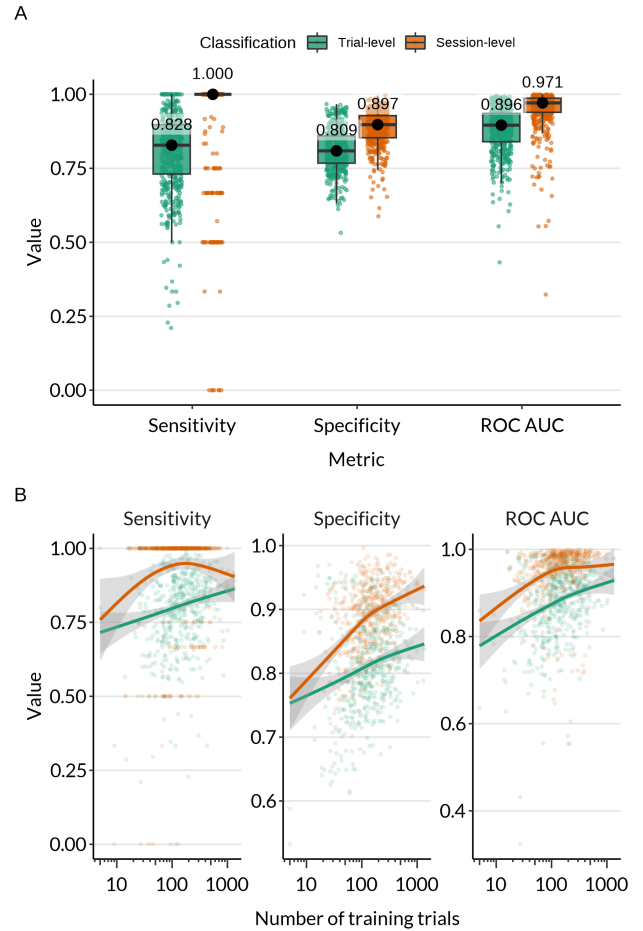 A
Classification Trial-level Session-level
1.000
0.828
0.809
0.897
0.896
0.971
1.00
0.75
0.50
0.25
0.00
Value
Sensitivity Specificity ROC AUC
Metric
B
Sensitivity Specificity ROC AUC
1.00
0.75
0.50
0.25
0.00
Value
1.0
0.9
0.8
0.7
0.6
1.0
0.8
0.6
0.4
10 100 1000 10 100 1000 10 100 1000
Number of training trials